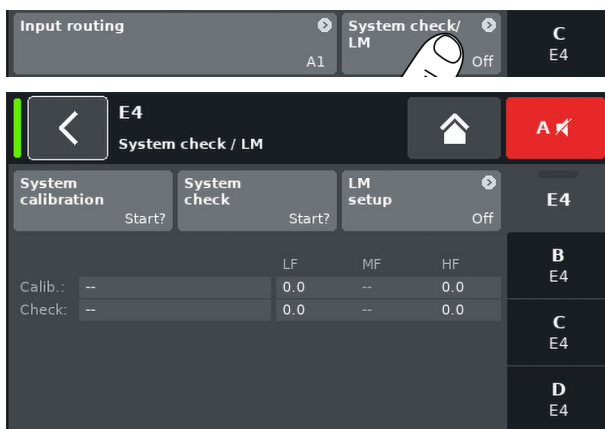 Input routing
A1
System check/
LM
Off
C
E4
E4
System check / LM
A
System
calibration
Start?
System
check
Start?
LM
setup
Off
E4
LF MF HF
Calib.: -- 0.0 -- 0.0
Check: -- 0.0 -- 0.0
B
E4
C
E4
D
E4